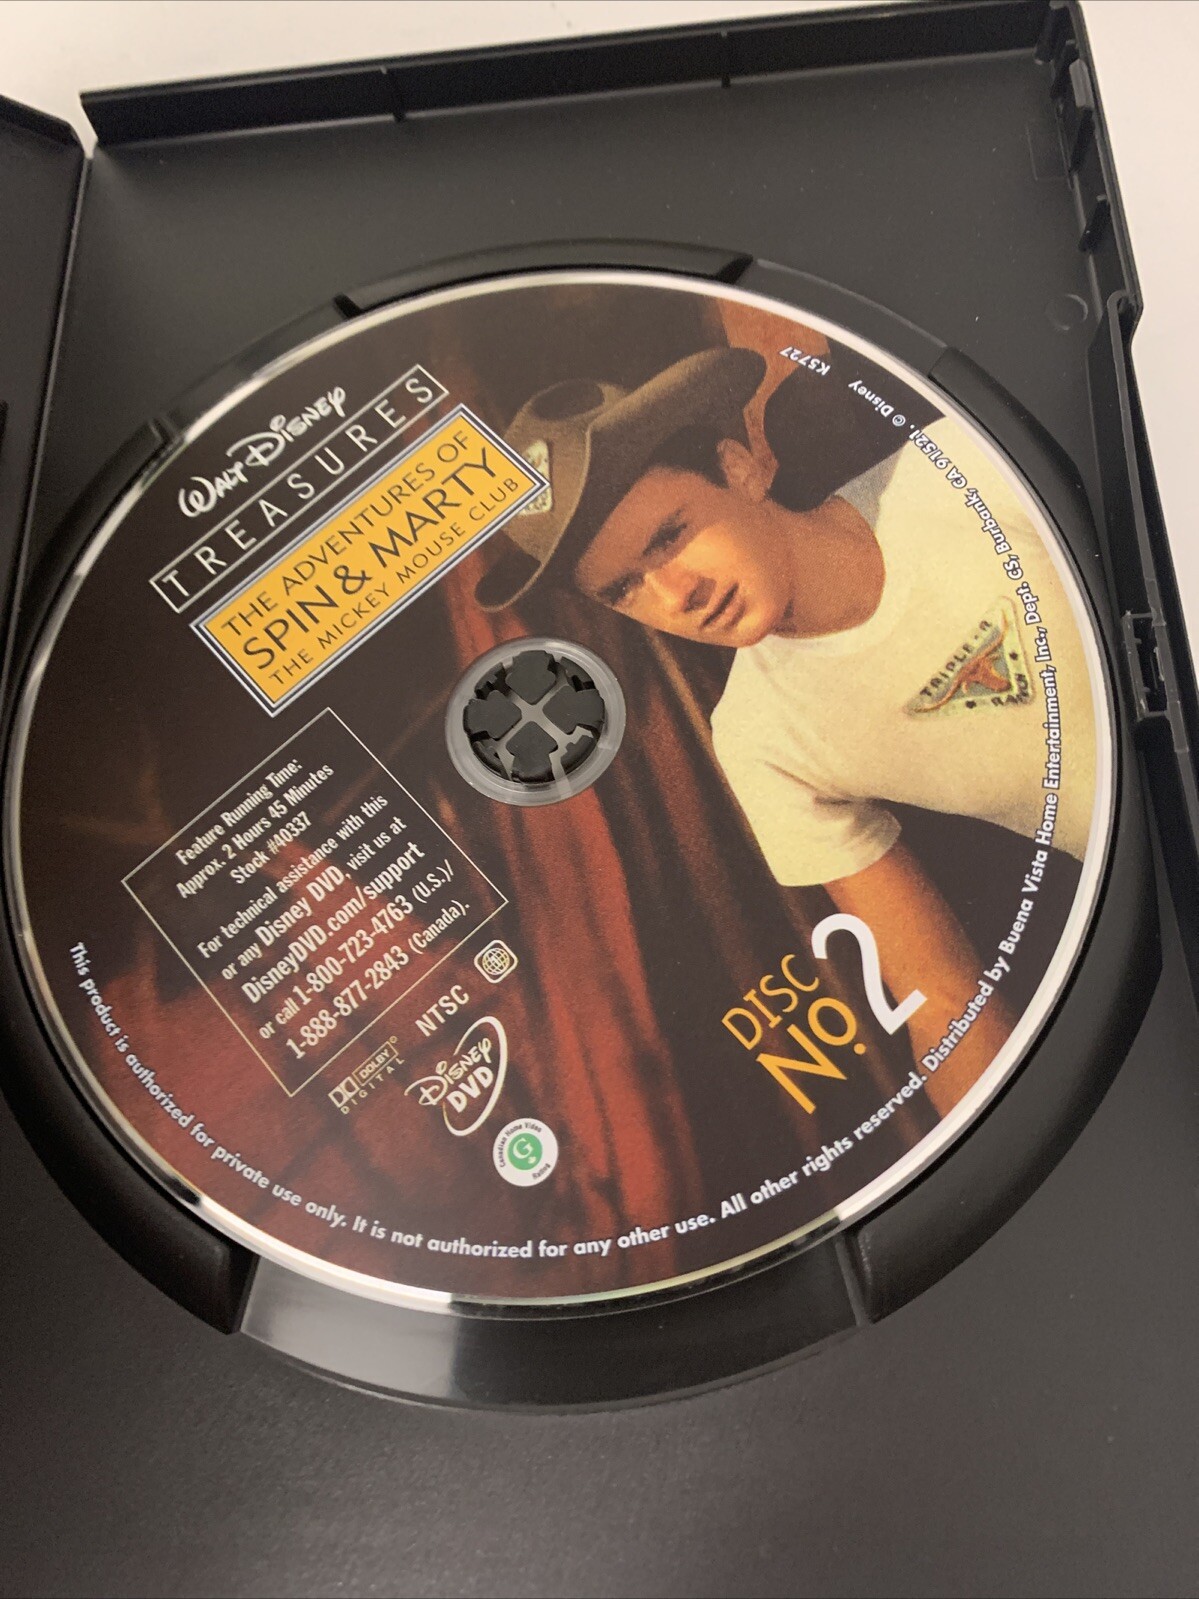 WALT DISNEY
TREASURES
THE ADVENTURES OF
SPIN & MARTY
THE MICKEY MOUSE CLUB
Feature Running Time:
Approx. 2 Hours 45 Minutes
Stock #40337
For technical assistance with this
or any Disney DVD, visit us at
DisneyDVD.com/support
or call 1-800-723-4763 (U.S.)/
1-888-877-2843 (Canada).
NTSC
DOLBY
DIGITAL
DISNEY
DVD
Canadian Home Video
G
Rated
DISC
NO. 2
TRIPLE-R
RANCH
This product is authorized for private use only. It is not authorized for any other use. All other rights reserved. Distributed by Buena Vista Home Entertainment, Inc., Dept. CS, Burbank, CA 91521. © Disney K5727